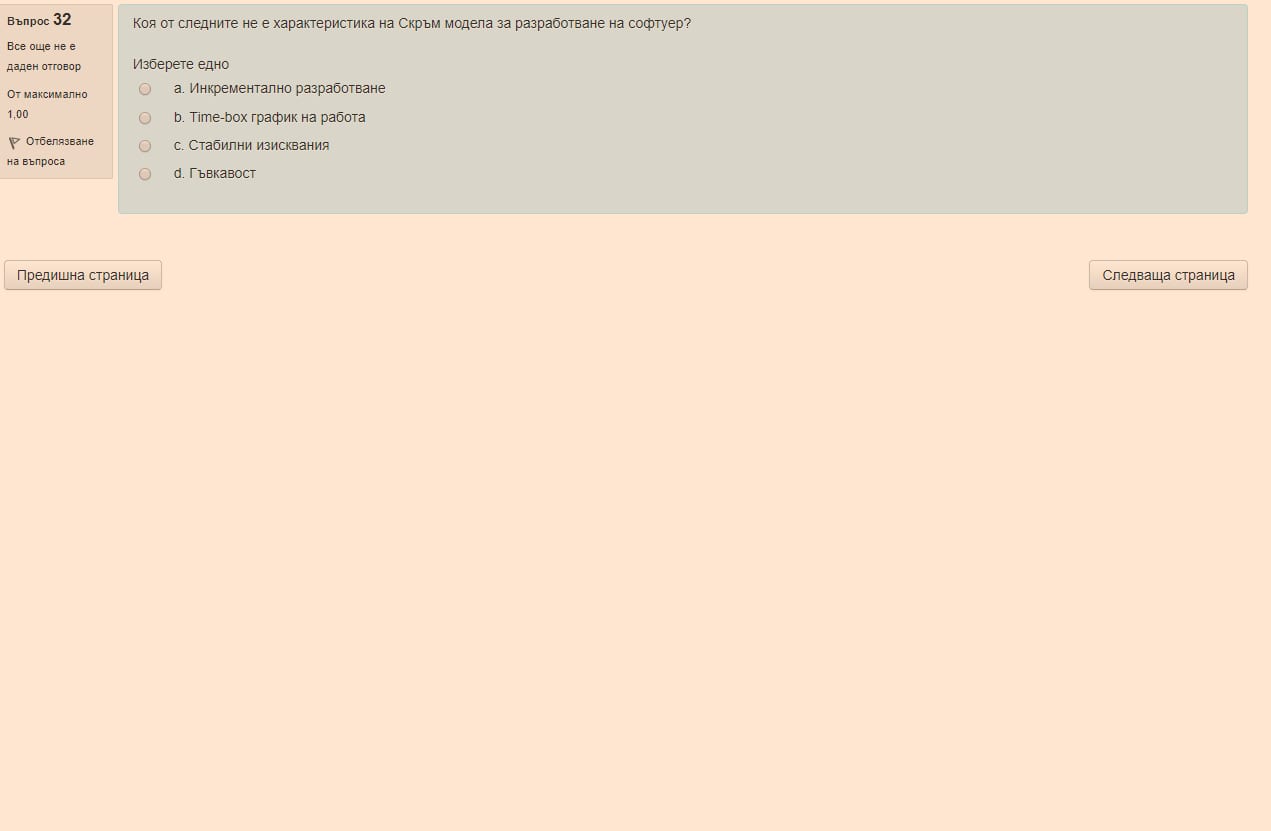 Въпрос 32
Все още не е
даден отговор
От максимално
1,00
Отбелязване
на въпроса
Коя от следните не е характеристика на Скръм модела за разработване на софтуер?
Изберете едно
a. Инкрементално разработване
b. Time-box график на работа
c. Стабилни изисквания
d. Гъвкавост
Предишна страница
Следваща страница